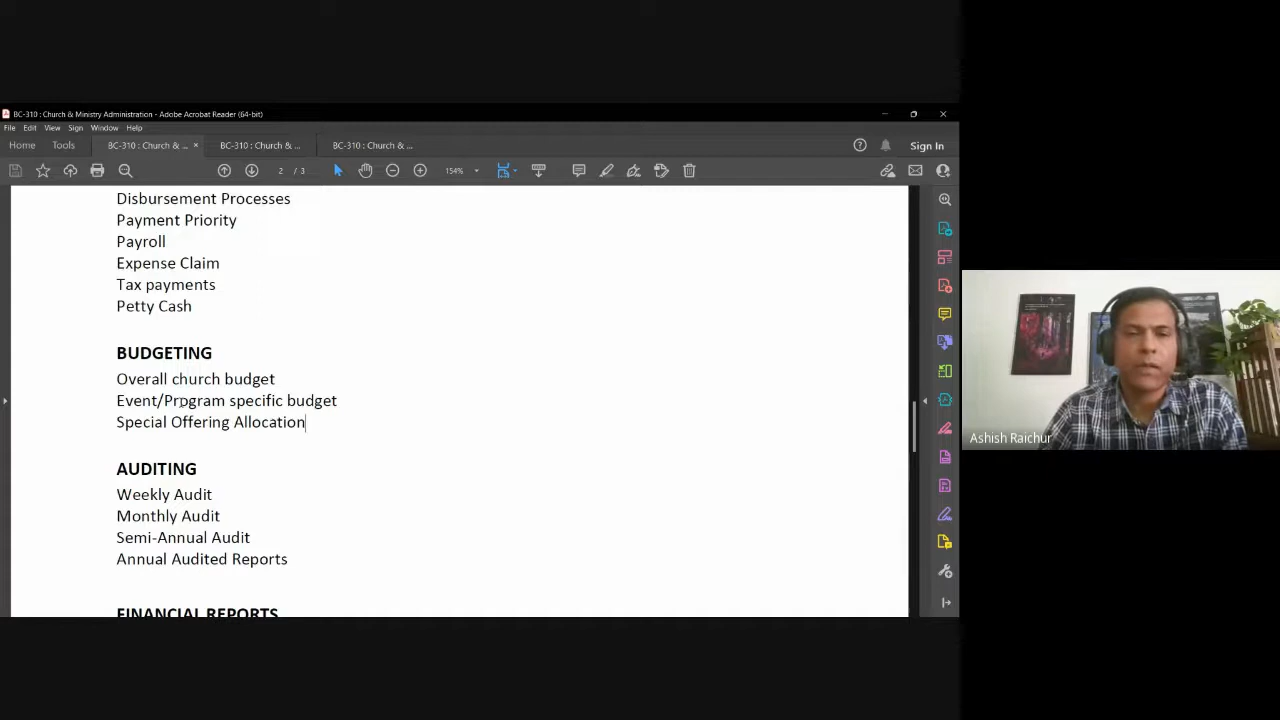 BC-310 : Church & Ministry Administration - Adobe Acrobat Reader (64-bit)
File Edit View Sign Window Help
Home Tools BC-310 : Church & ... × BC-310 : Church & ... BC-310 : Church & ... Sign In
2 / 3 154%
Disbursement Processes
Payment Priority
Payroll
Expense Claim
Tax payments
Petty Cash
BUDGETING
Overall church budget
Event/Program specific budget
Special Offering Allocation
AUDITING
Weekly Audit
Monthly Audit
Semi-Annual Audit
Annual Audited Reports
FINANCIAL REPORTS
Ashish Raichur